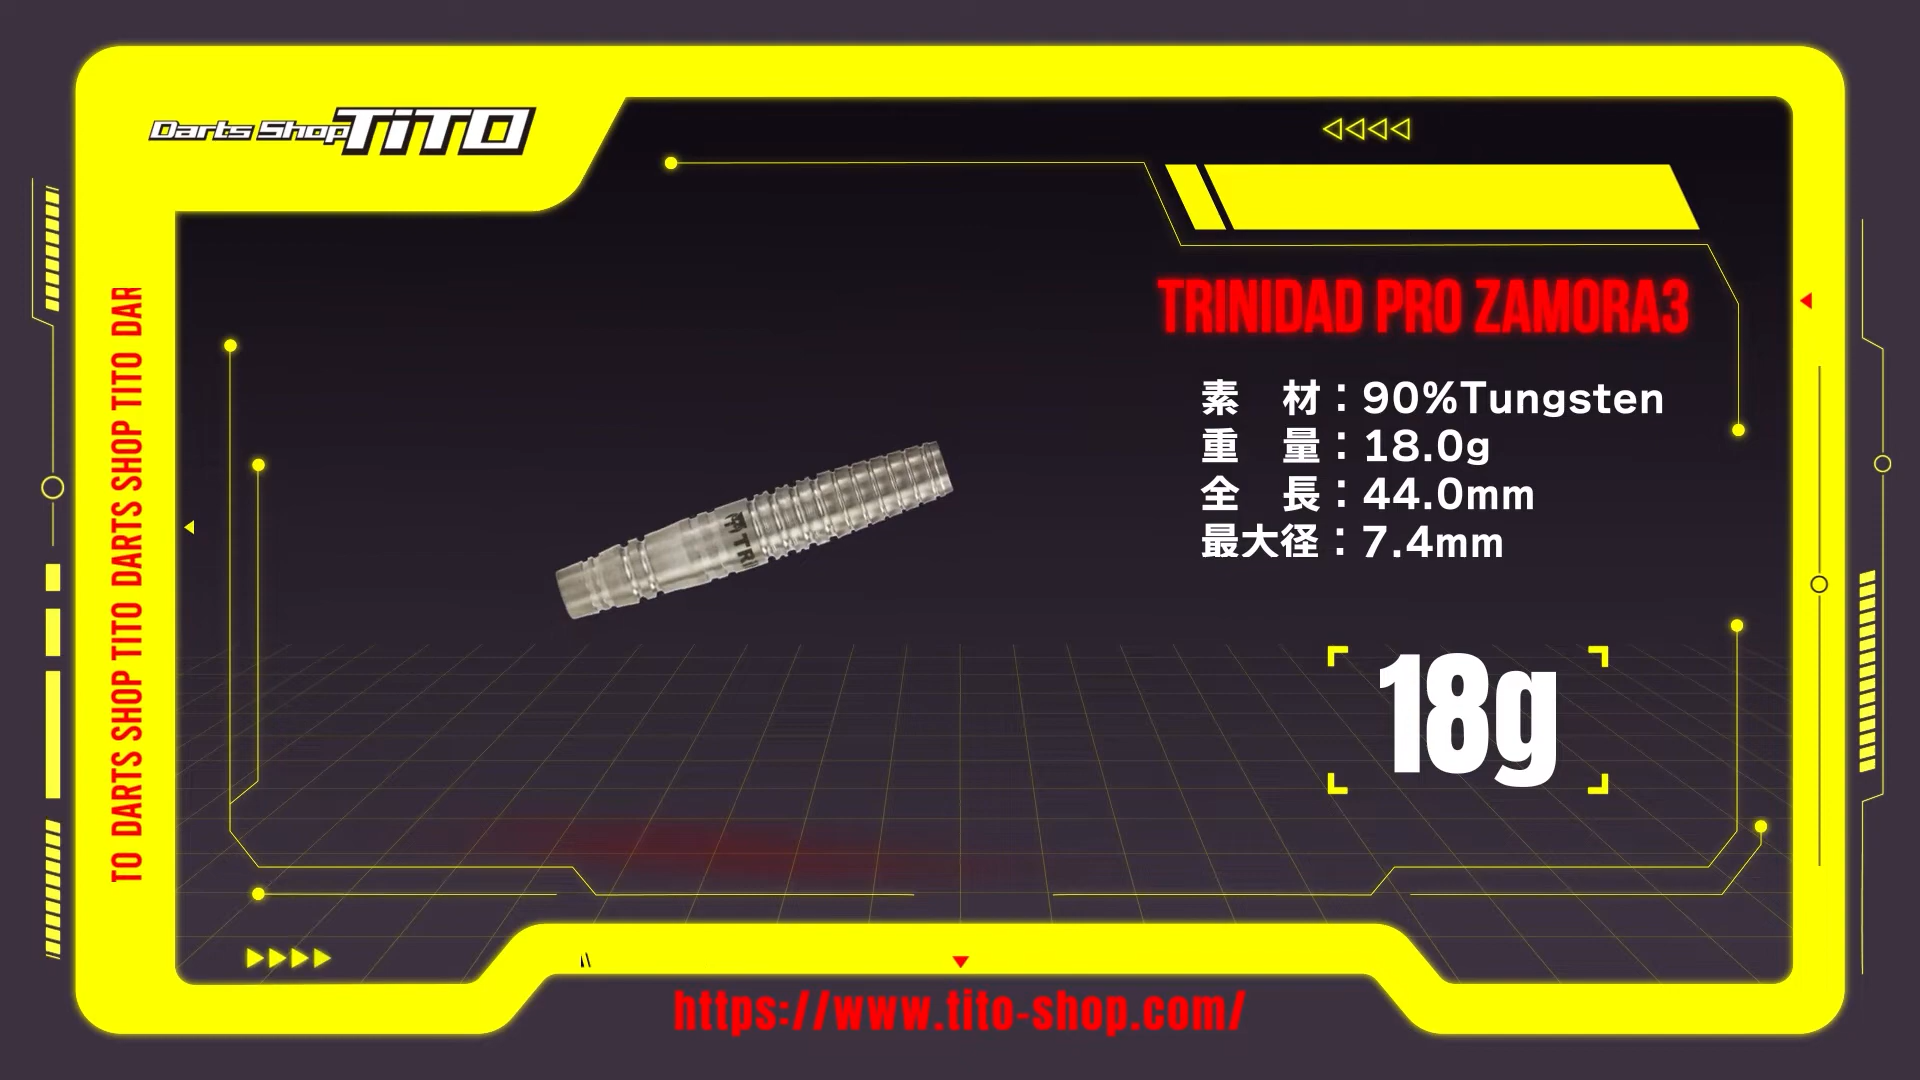 Darts Shop TiTO
TRINIDAD PRO ZAMORA3
素　材：90%Tungsten
重　量：18.0g
全　長：44.0mm
最大径：7.4mm
18g
TO DARTS SHOP TITO DARTS SHOP TITO DAR
https://www.tito-shop.com/